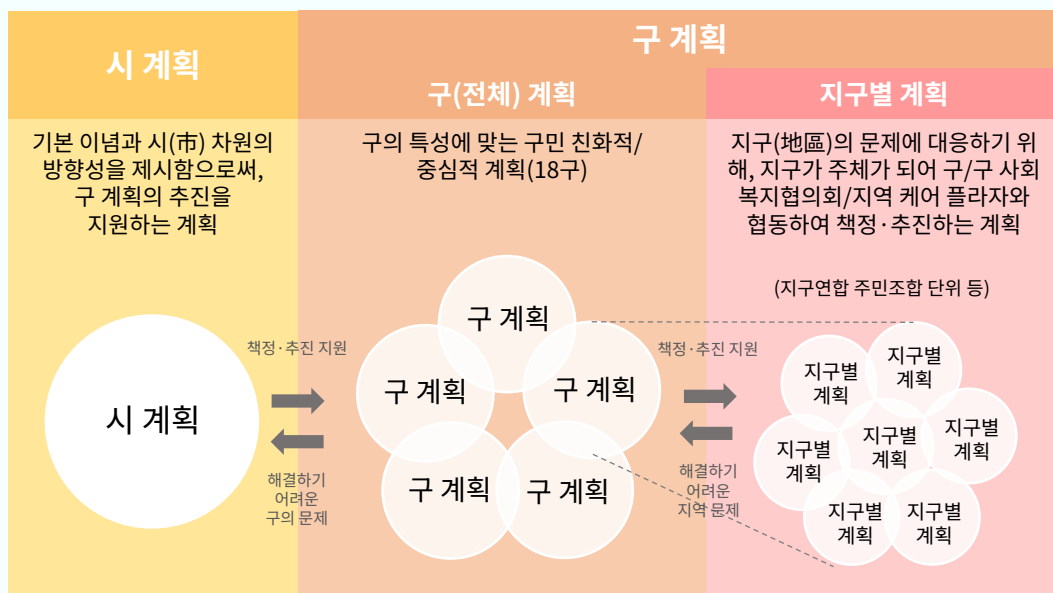 시 계획
구 계획
구(전체) 계획
지구별 계획
기본 이념과 시(市) 차원의
방향성을 제시함으로써,
구 계획의 추진을
지원하는 계획
구의 특성에 맞는 구민 친화적/
중심적 계획(18구)
지구(地區)의 문제에 대응하기 위
해, 지구가 주체가 되어 구/구 사회
복지협의회/지역 케어 플라자와
협동하여 책정·추진하는 계획
(지구연합 주민조합 단위 등)
시 계획
책정·추진 지원
해결하기
어려운
구의 문제
구 계획
구 계획
구 계획
구 계획
구 계획
책정·추진 지원
해결하기
어려운
지역 문제
지구별
계획
지구별
계획
지구별
계획
지구별
계획
지구별
계획
지구별
계획
지구별
계획